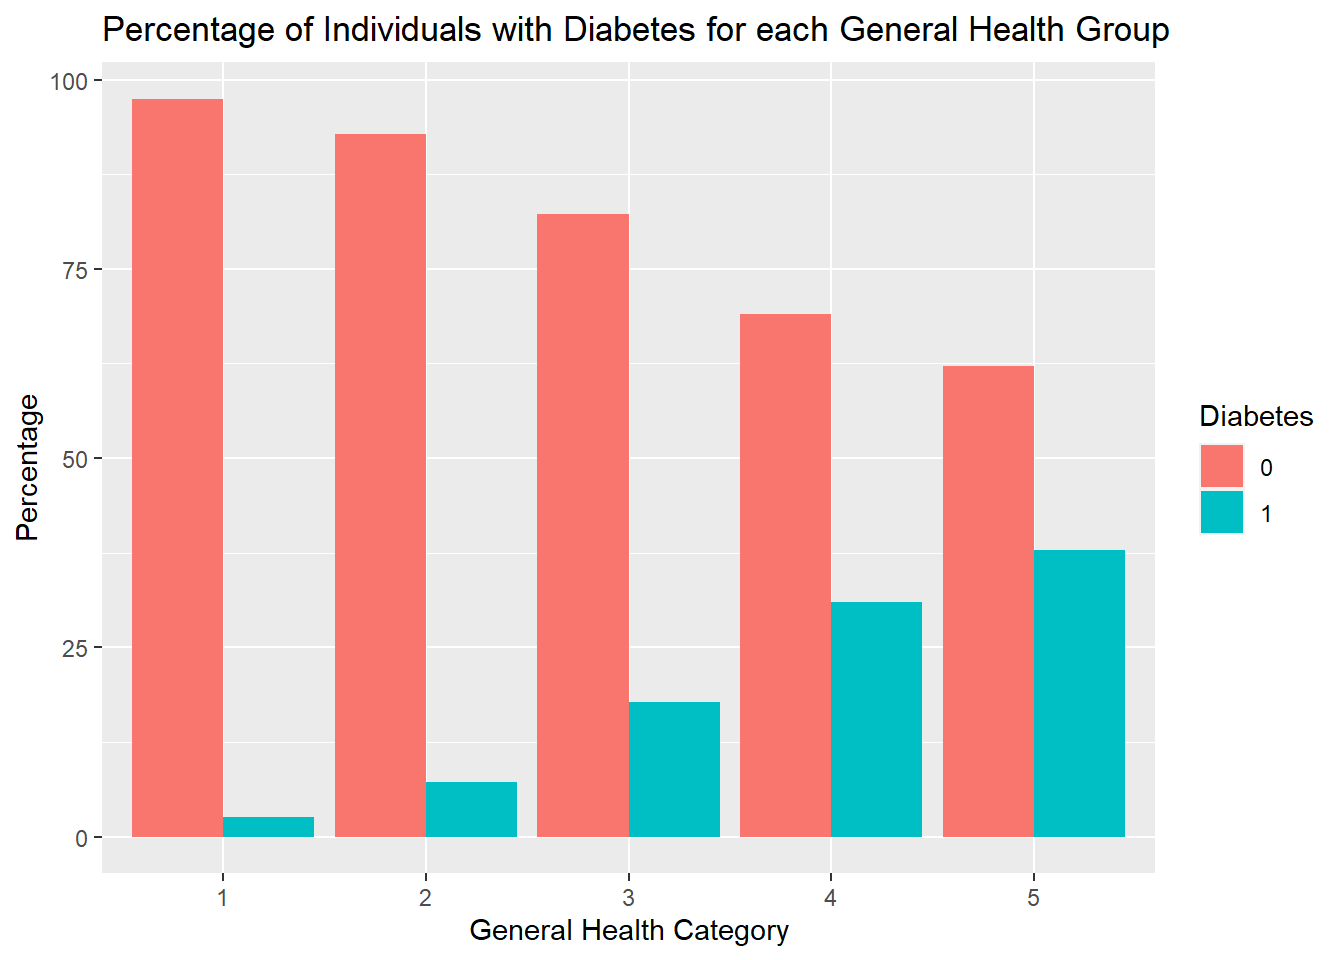 Percentage of Individuals with Diabetes for each General Health Group
100
75
50
25
0
Percentage
1 2 3 4 5
General Health Category
Diabetes
0
1